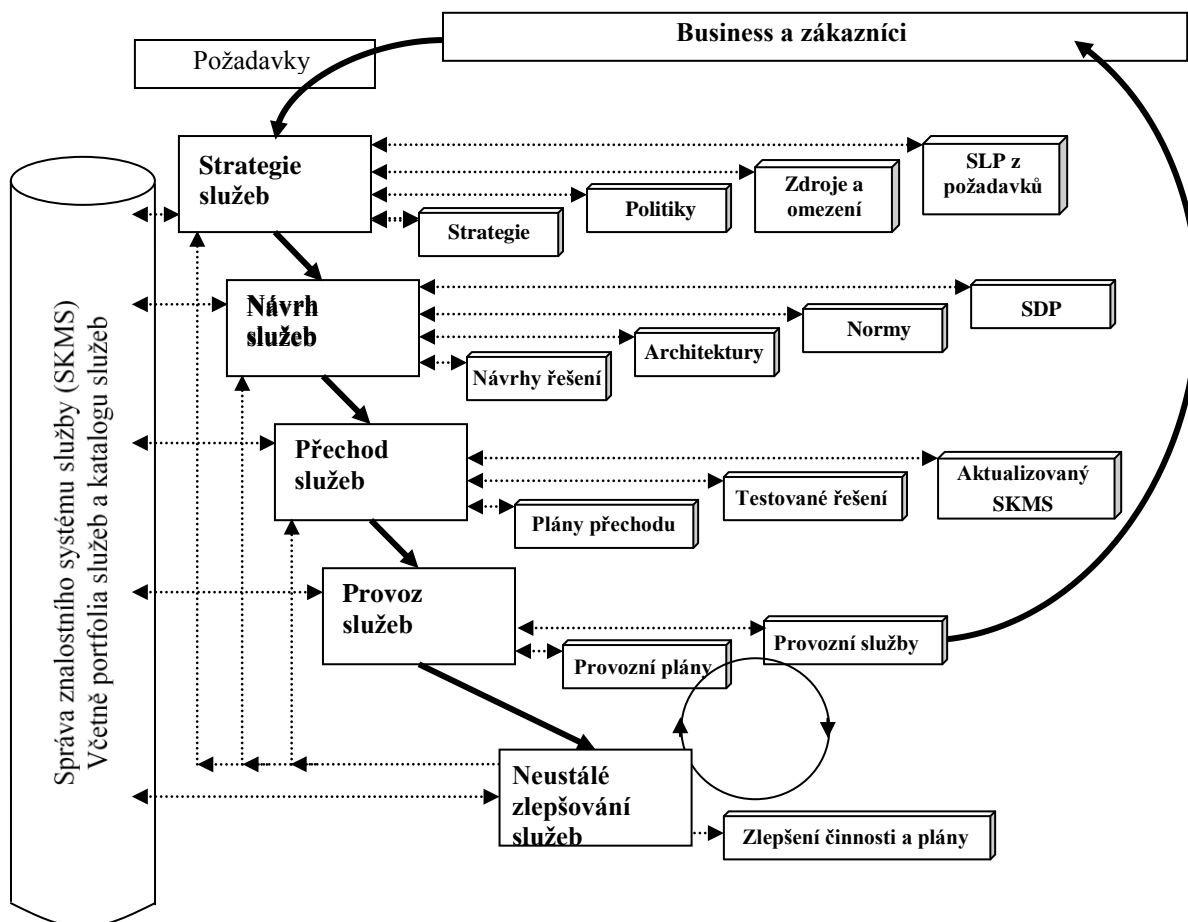 Business a zákazníci
Požadavky
Strategie
služeb
SLP z
požadavků
Zdroje a
omezení
Politiky
Strategie
Návrh
služeb
SDP
Normy
Architektury
Návrhy řešení
Přechod
služeb
Aktualizovaný
SKMS
Testované řešení
Plány přechodu
Provoz
služeb
Provozní služby
Provozní plány
Neustálé
zlepšování
služeb
Zlepšení činnosti a plány
Správa znalostního systému služby (SKMS)
Včetně portfolia služeb a katalogu služeb